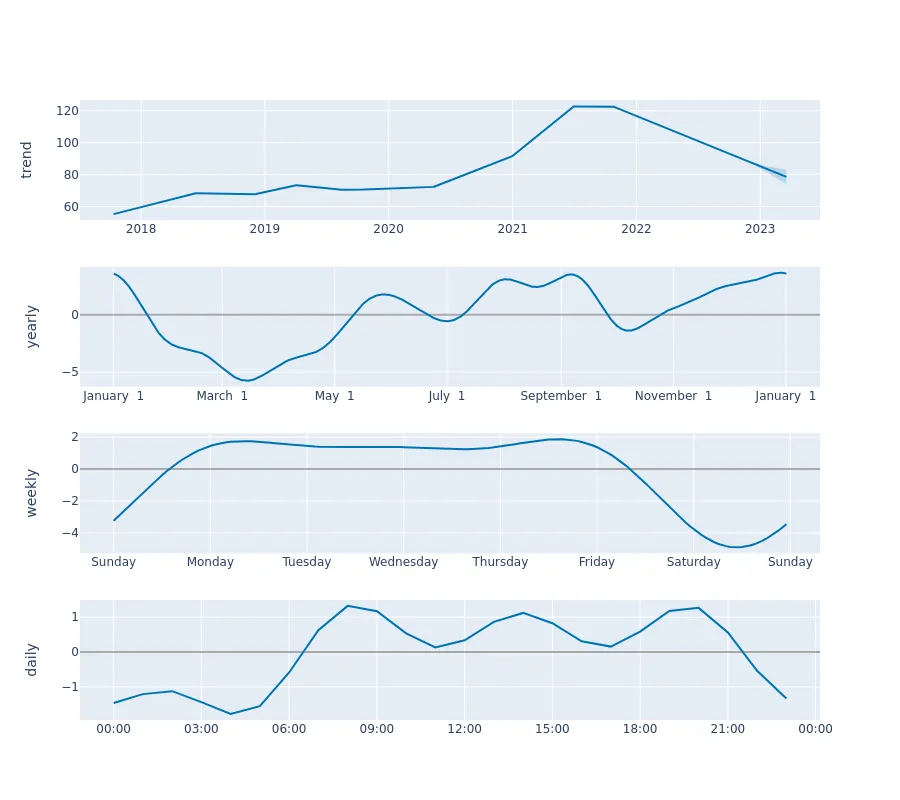 trend
120
100
80
60
2018 2019 2020 2021 2022 2023
yearly
0
−5
January 1 March 1 May 1 July 1 September 1 November 1 January 1
weekly
2
0
−2
−4
Sunday Monday Tuesday Wednesday Thursday Friday Saturday Sunday
daily
1
0
−1
00:00 03:00 06:00 09:00 12:00 15:00 18:00 21:00 00:00